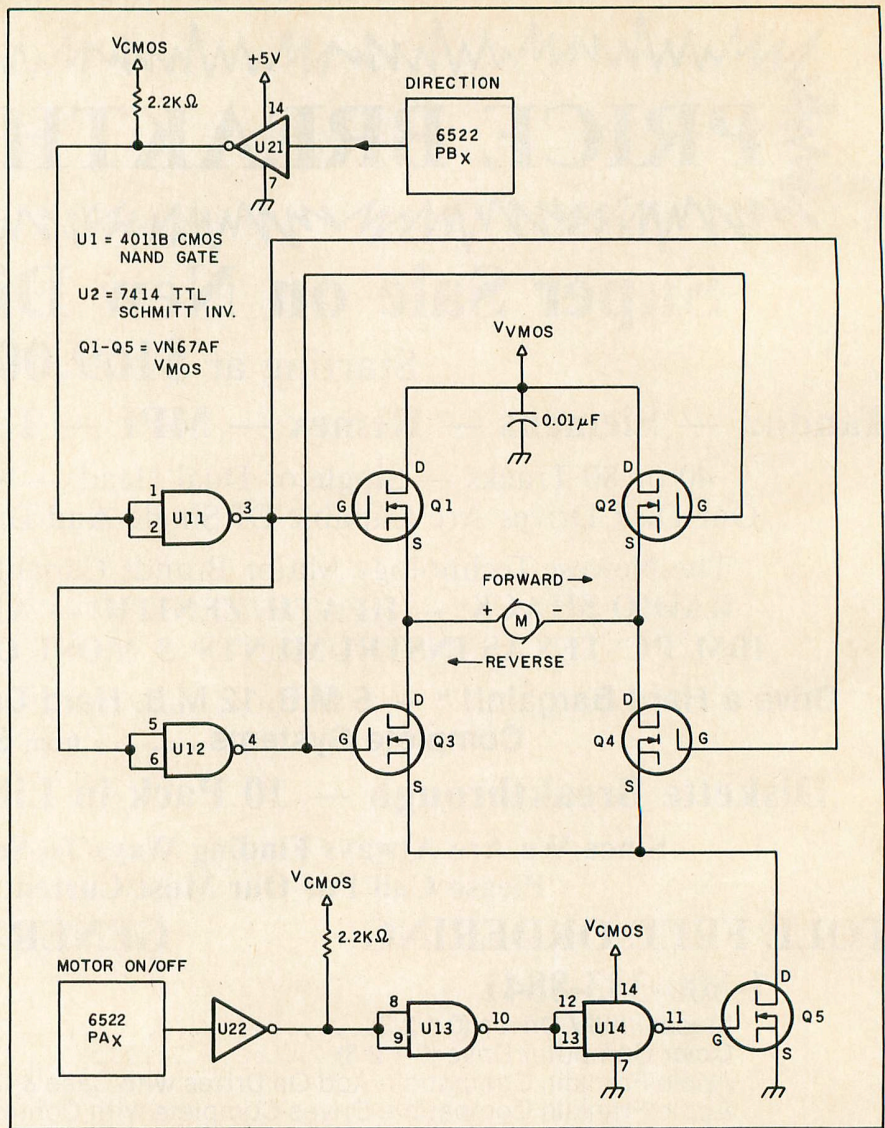 VCMOS
+5V
2.2KΩ
14
U21
7
DIRECTION
6522
PBX
U1 = 4011B CMOS
NAND GATE
U2 = 7414 TTL
SCHMITT INV.
Q1-Q5 = VN67AF
VMOS
VVMOS
0.01μF
1
2
U11
3
G
D
Q1
S
D
Q2
G
S
FORWARD →
+ M -
← REVERSE
5
6
U12
4
G
D
Q3
S
D
Q4
G
S
VCMOS
2.2KΩ
MOTOR ON/OFF
6522
PAX
U22
8
9
U13
10
VCMOS
12
13
14
U14
7
11
G
D
Q5
S